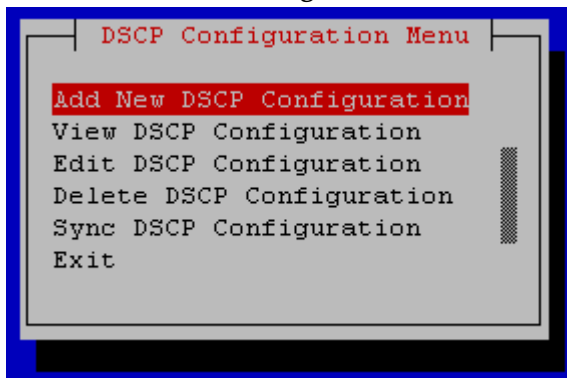 DSCP Configuration Menu
Add New DSCP Configuration
View DSCP Configuration
Edit DSCP Configuration
Delete DSCP Configuration
Sync DSCP Configuration
Exit